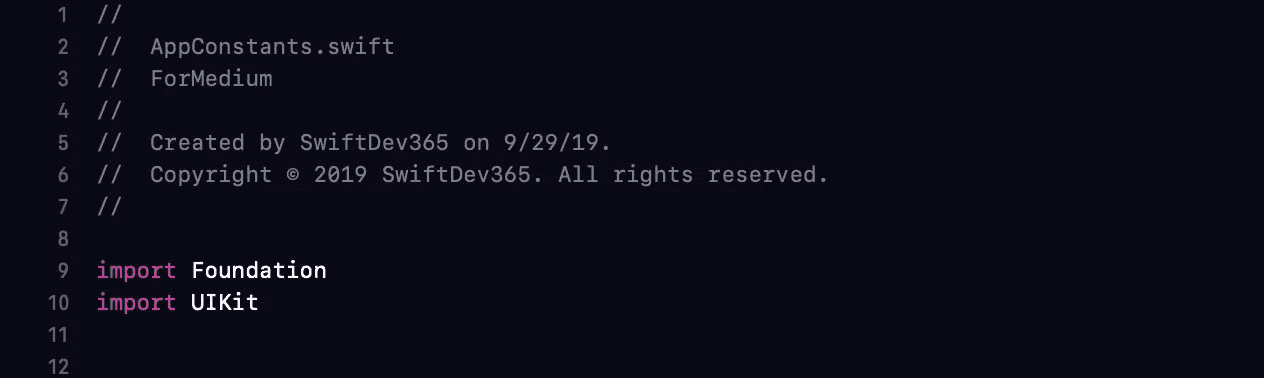 1 //
2 //  AppConstants.swift
3 //  ForMedium
4 //
5 //  Created by SwiftDev365 on 9/29/19.
6 //  Copyright © 2019 SwiftDev365. All rights reserved.
7 //
8
9 import Foundation
10 import UIKit
11
12